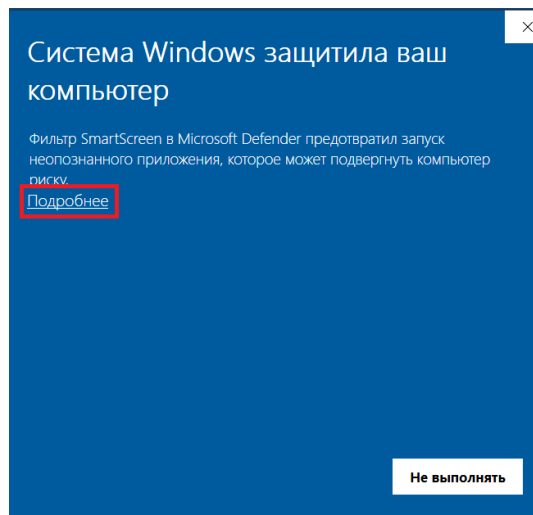 Система Windows защитила ваш
компьютер
Фильтр SmartScreen в Microsoft Defender предотвратил запуск
неопознанного приложения, которое может подвергнуть компьютер
риску.
Подробнее
Не выполнять